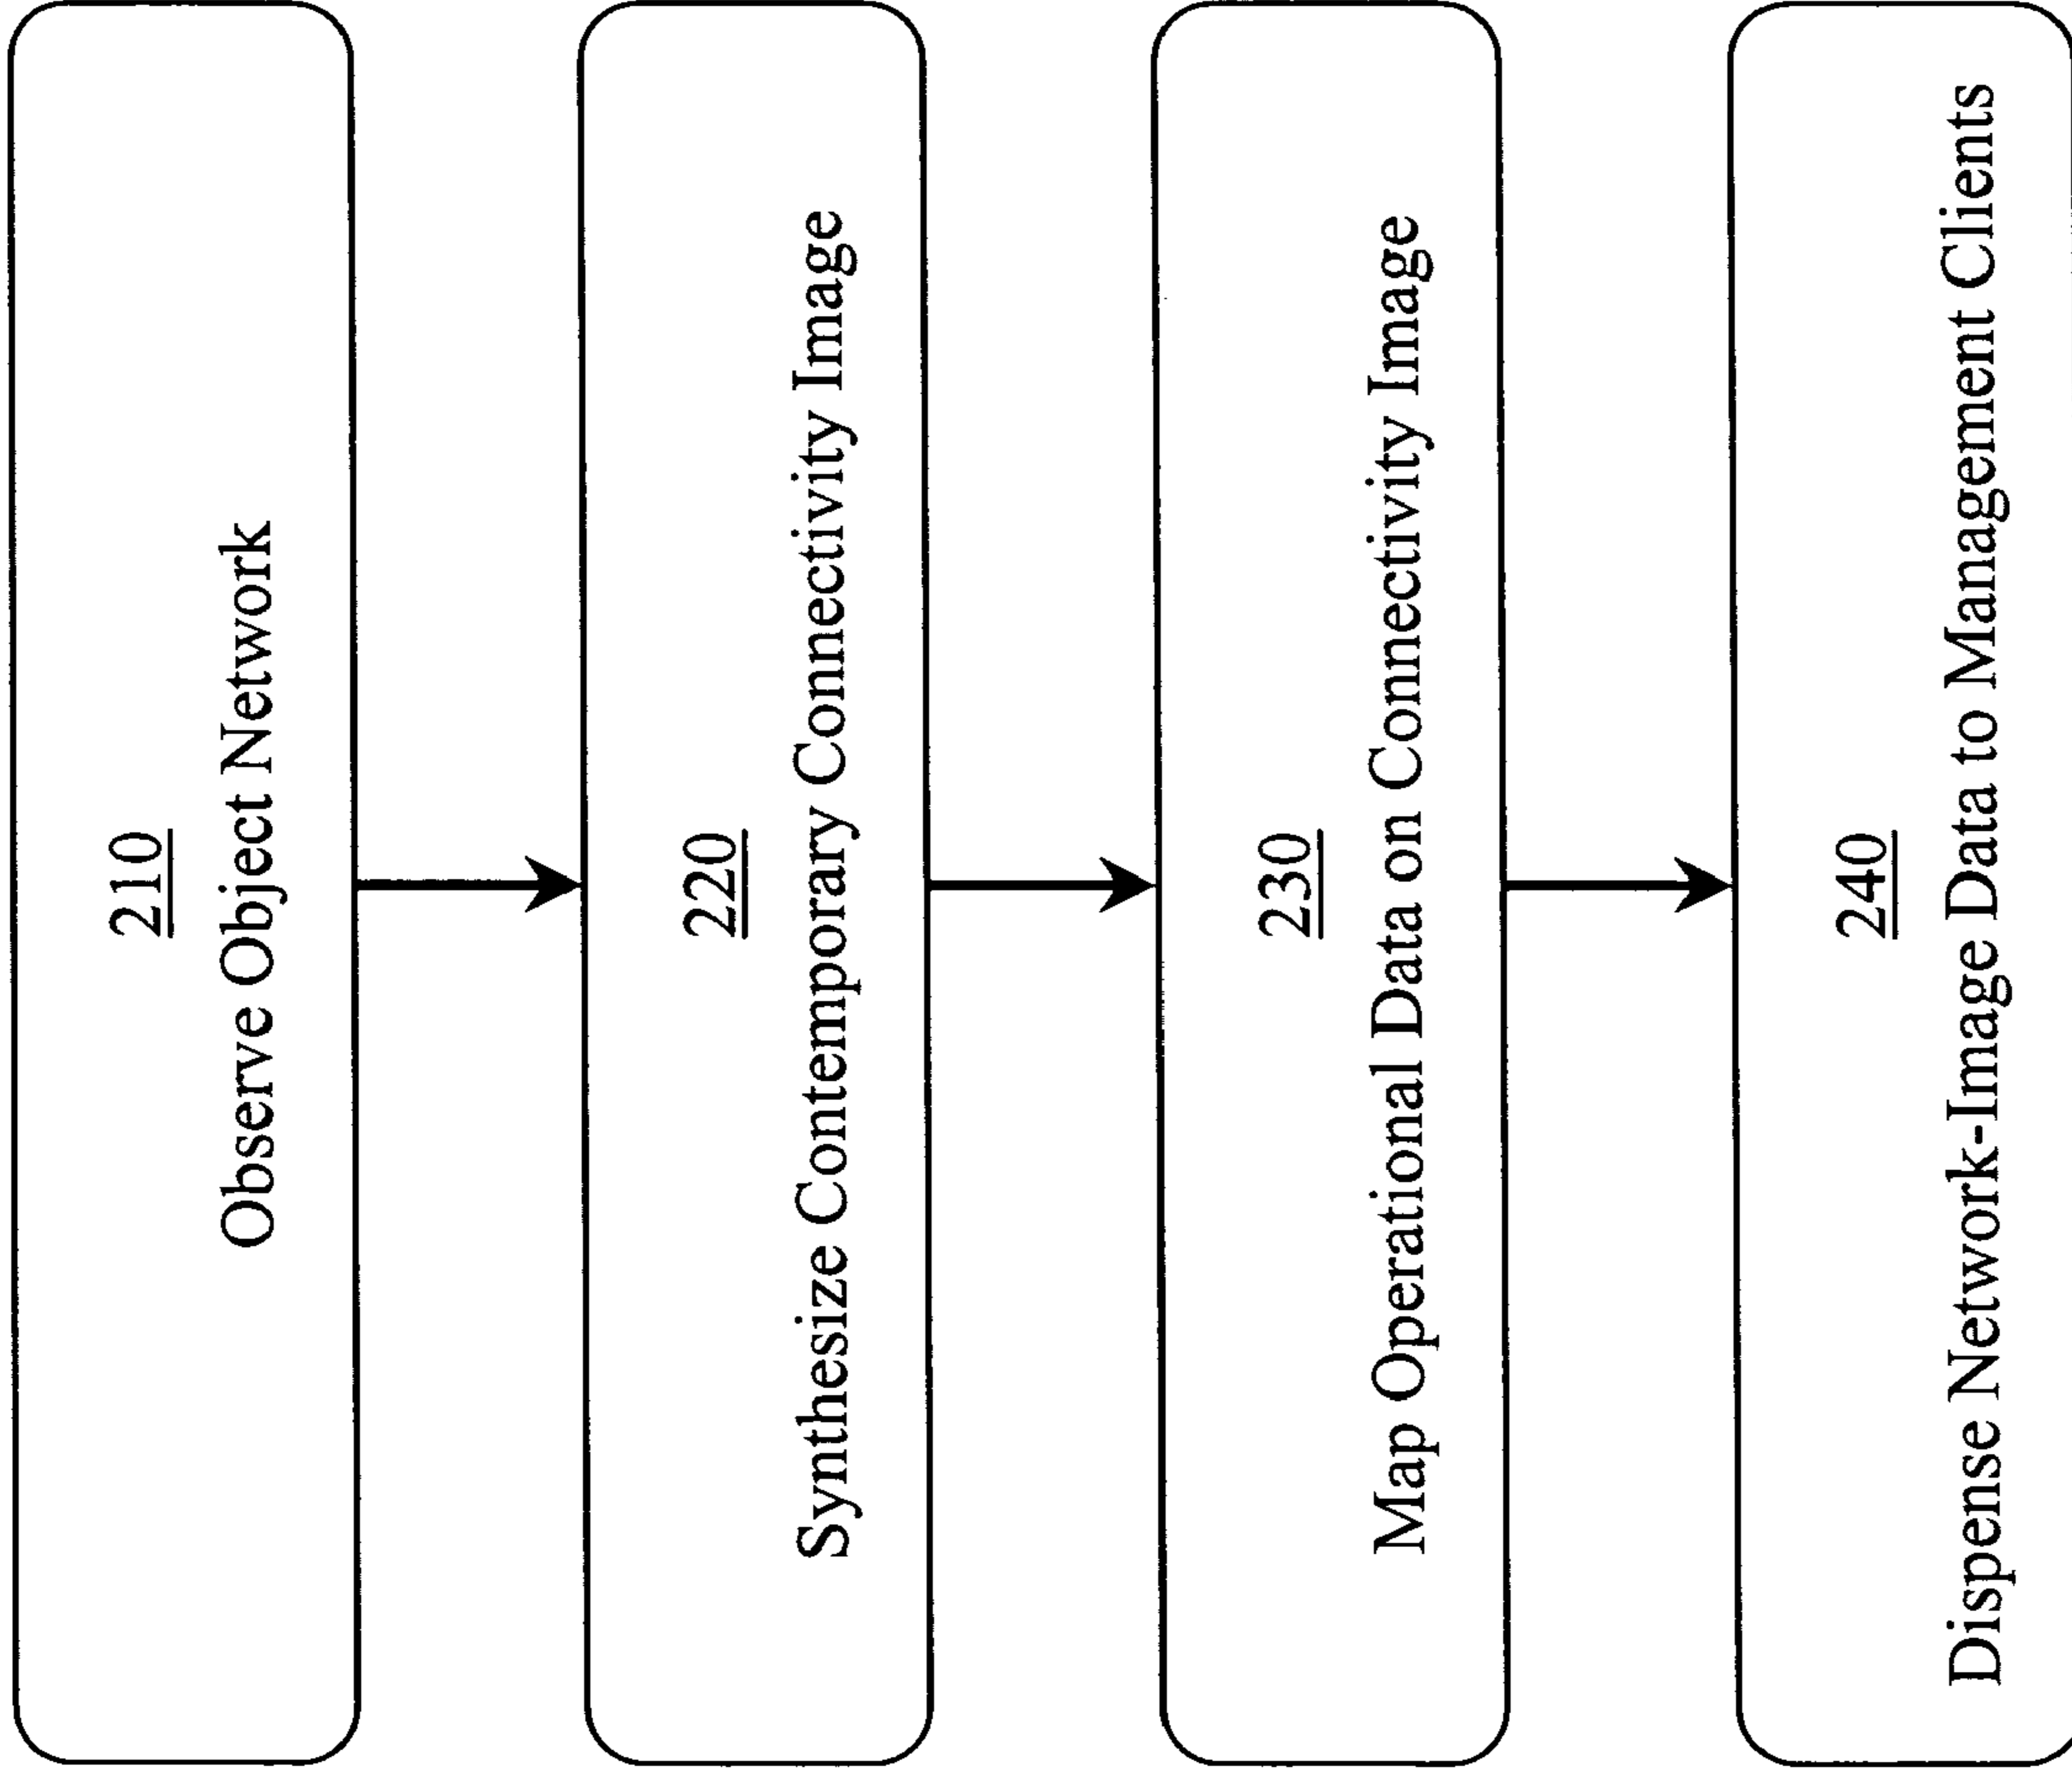 210
Observe Object Network
220
Synthesize Contemporary Connectivity Image
230
Map Operational Data on Connectivity Image
240
Dispense Network-Image Data to Management Clients